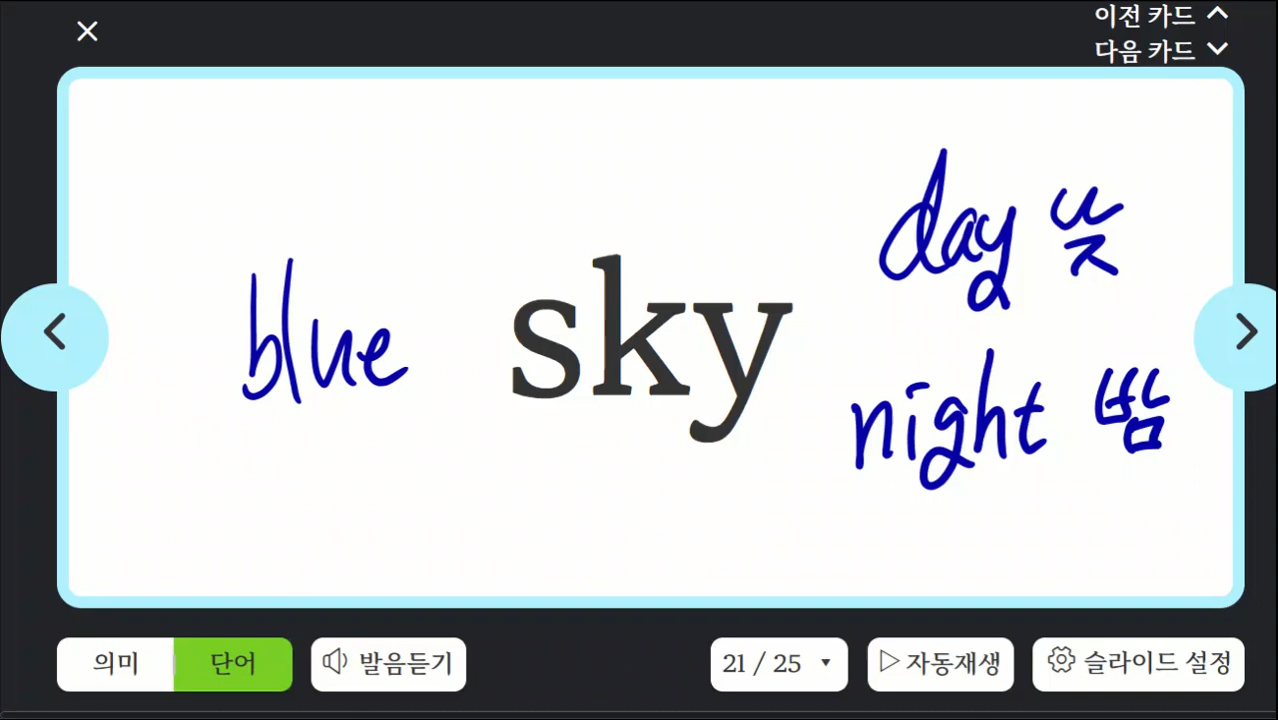 이전 카드
다음 카드
blue sky day 낮
night 밤
의미 단어 발음듣기 21 / 25 자동재생 슬라이드 설정